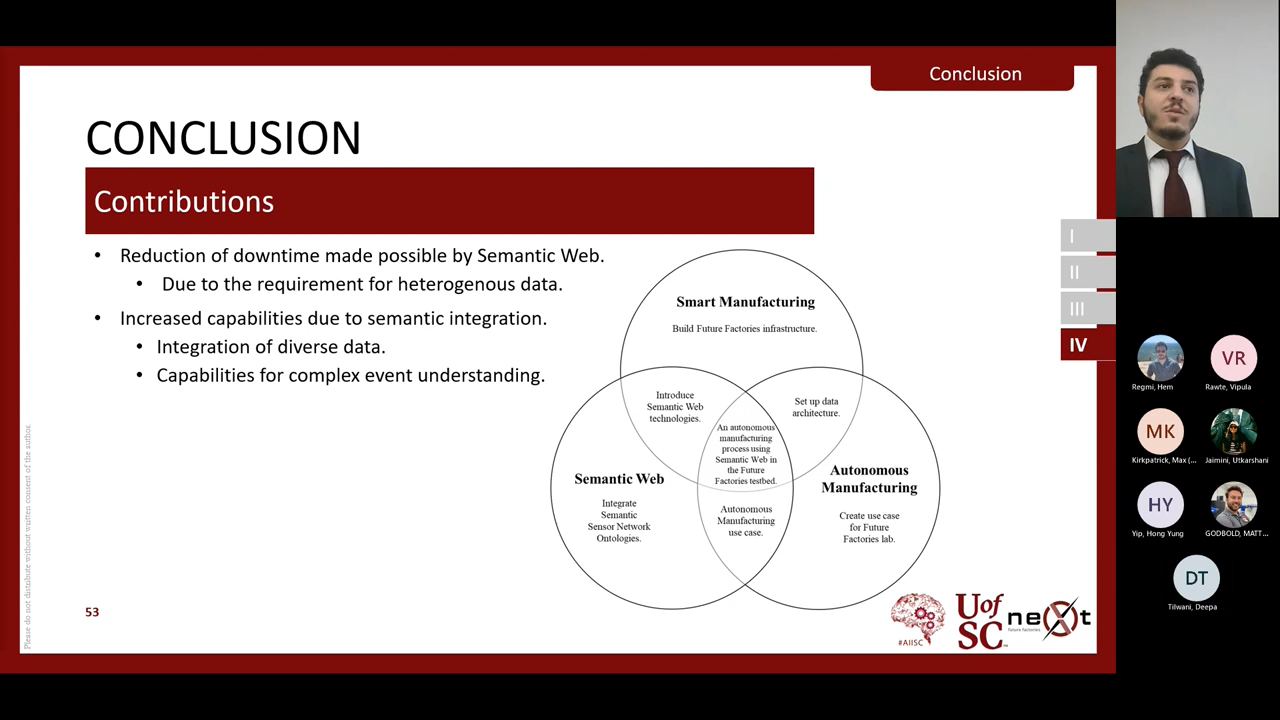 Conclusion
CONCLUSION
Contributions
• Reduction of downtime made possible by Semantic Web.
• Due to the requirement for heterogenous data.
• Increased capabilities due to semantic integration.
• Integration of diverse data.
• Capabilities for complex event understanding.
Smart Manufacturing
Build Future Factories infrastructure.
Introduce
Semantic Web
technologies.
Set up data
architecture.
An autonomous
manufacturing
process using
Semantic Web in
the Future
Factories testbed.
Semantic Web
Integrate
Semantic
Sensor Network
Ontologies.
Autonomous
Manufacturing
Create use case
for Future
Factories lab.
Autonomous
Manufacturing
use case.
I
II
III
IV
Please do not distribute without written consent of the author.
53
#AIISC
UofSC
neXt
future factories
Regmi, Hem
VR
Rawte, Vipula
MK
Kirkpatrick, Max (...
Jaimini, Utkarshani
HY
Yip, Hong Yung
GODBOLD, MATT...
DT
Tilwani, Deepa